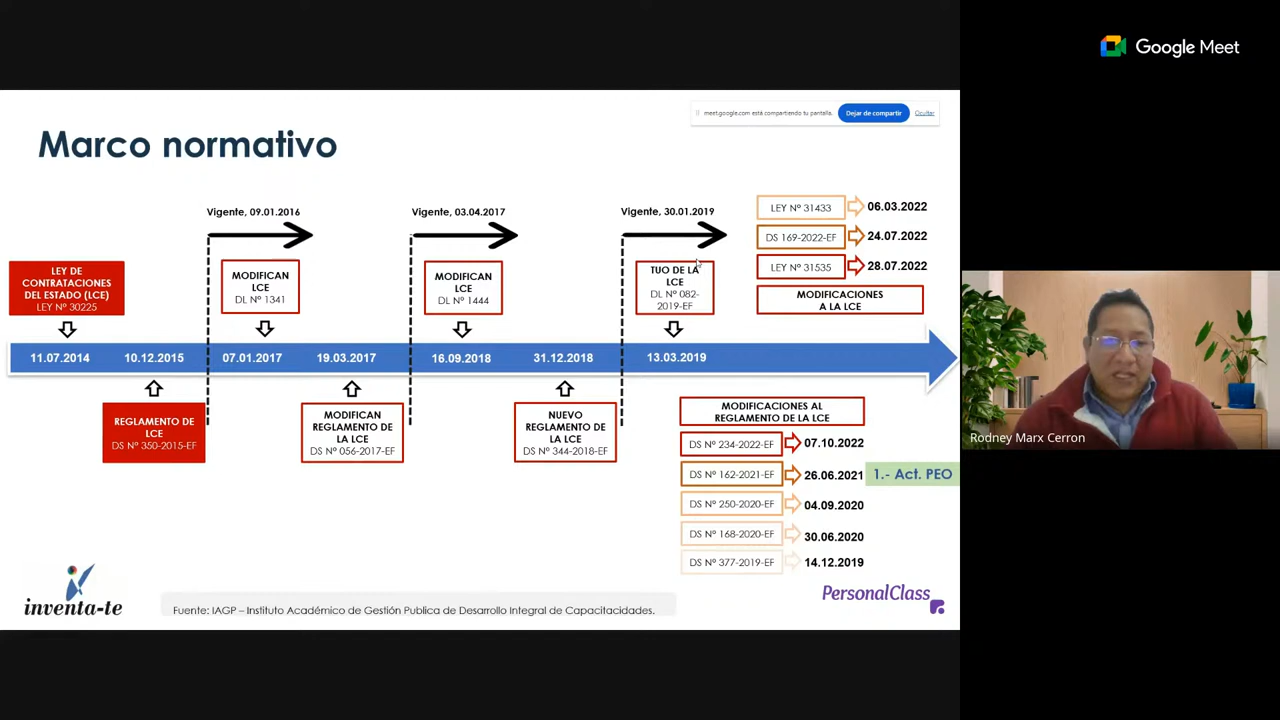 Google Meet
meet.google.com está compartiendo tu pantalla.
Dejar de compartir
Ocultar
Marco normativo
Vigente, 09.01.2016
Vigente, 03.04.2017
Vigente, 30.01.2019
LEY Nº 31433
06.03.2022
DS 169-2022-EF
24.07.2022
LEY Nº 31535
28.07.2022
MODIFICACIONES
A LA LCE
LEY DE
CONTRATACIONES
DEL ESTADO (LCE)
LEY Nº 30225
MODIFICAN
LCE
DL Nº 1341
MODIFICAN
LCE
DL Nº 1444
TUO DE LA
LCE
DL Nº 082-
2019-EF
11.07.2014
10.12.2015
07.01.2017
19.03.2017
16.09.2018
31.12.2018
13.03.2019
REGLAMENTO DE
LCE
DS Nº 350-2015-EF
MODIFICAN
REGLAMENTO DE
LA LCE
DS Nº 056-2017-EF
NUEVO
REGLAMENTO DE
LA LCE
DS Nº 344-2018-EF
MODIFICACIONES AL
REGLAMENTO DE LA LCE
DS Nº 234-2022-EF
07.10.2022
DS Nº 162-2021-EF
26.06.2021
1.- Act. PEO
DS Nº 250-2020-EF
04.09.2020
DS Nº 168-2020-EF
30.06.2020
DS Nº 377-2019-EF
14.12.2019
inventa-te
Fuente: IAGP – Instituto Académico de Gestión Publica de Desarrollo Integral de Capacitacidades.
PersonalClass
Rodney Marx Cerron